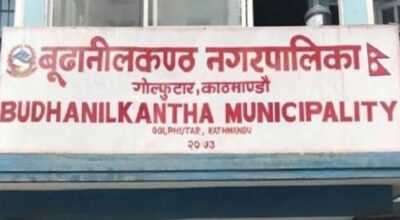 बूढानीलकण्ठ नगरपालिका
गोल्फुटार, काठमाण्डौ
BUDHANILKANTHA MUNICIPALITY
GOLPHUTAR, KATHMANDU
२०७३